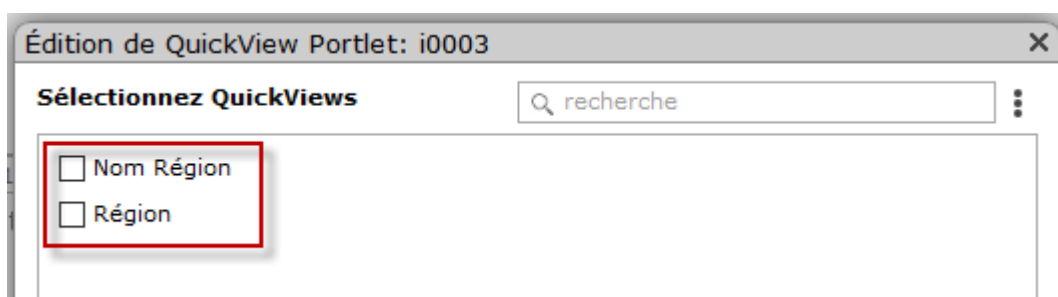 Édition de QuickView Portlet: i0003
Sélectionnez QuickViews
recherche
Nom Région
Région